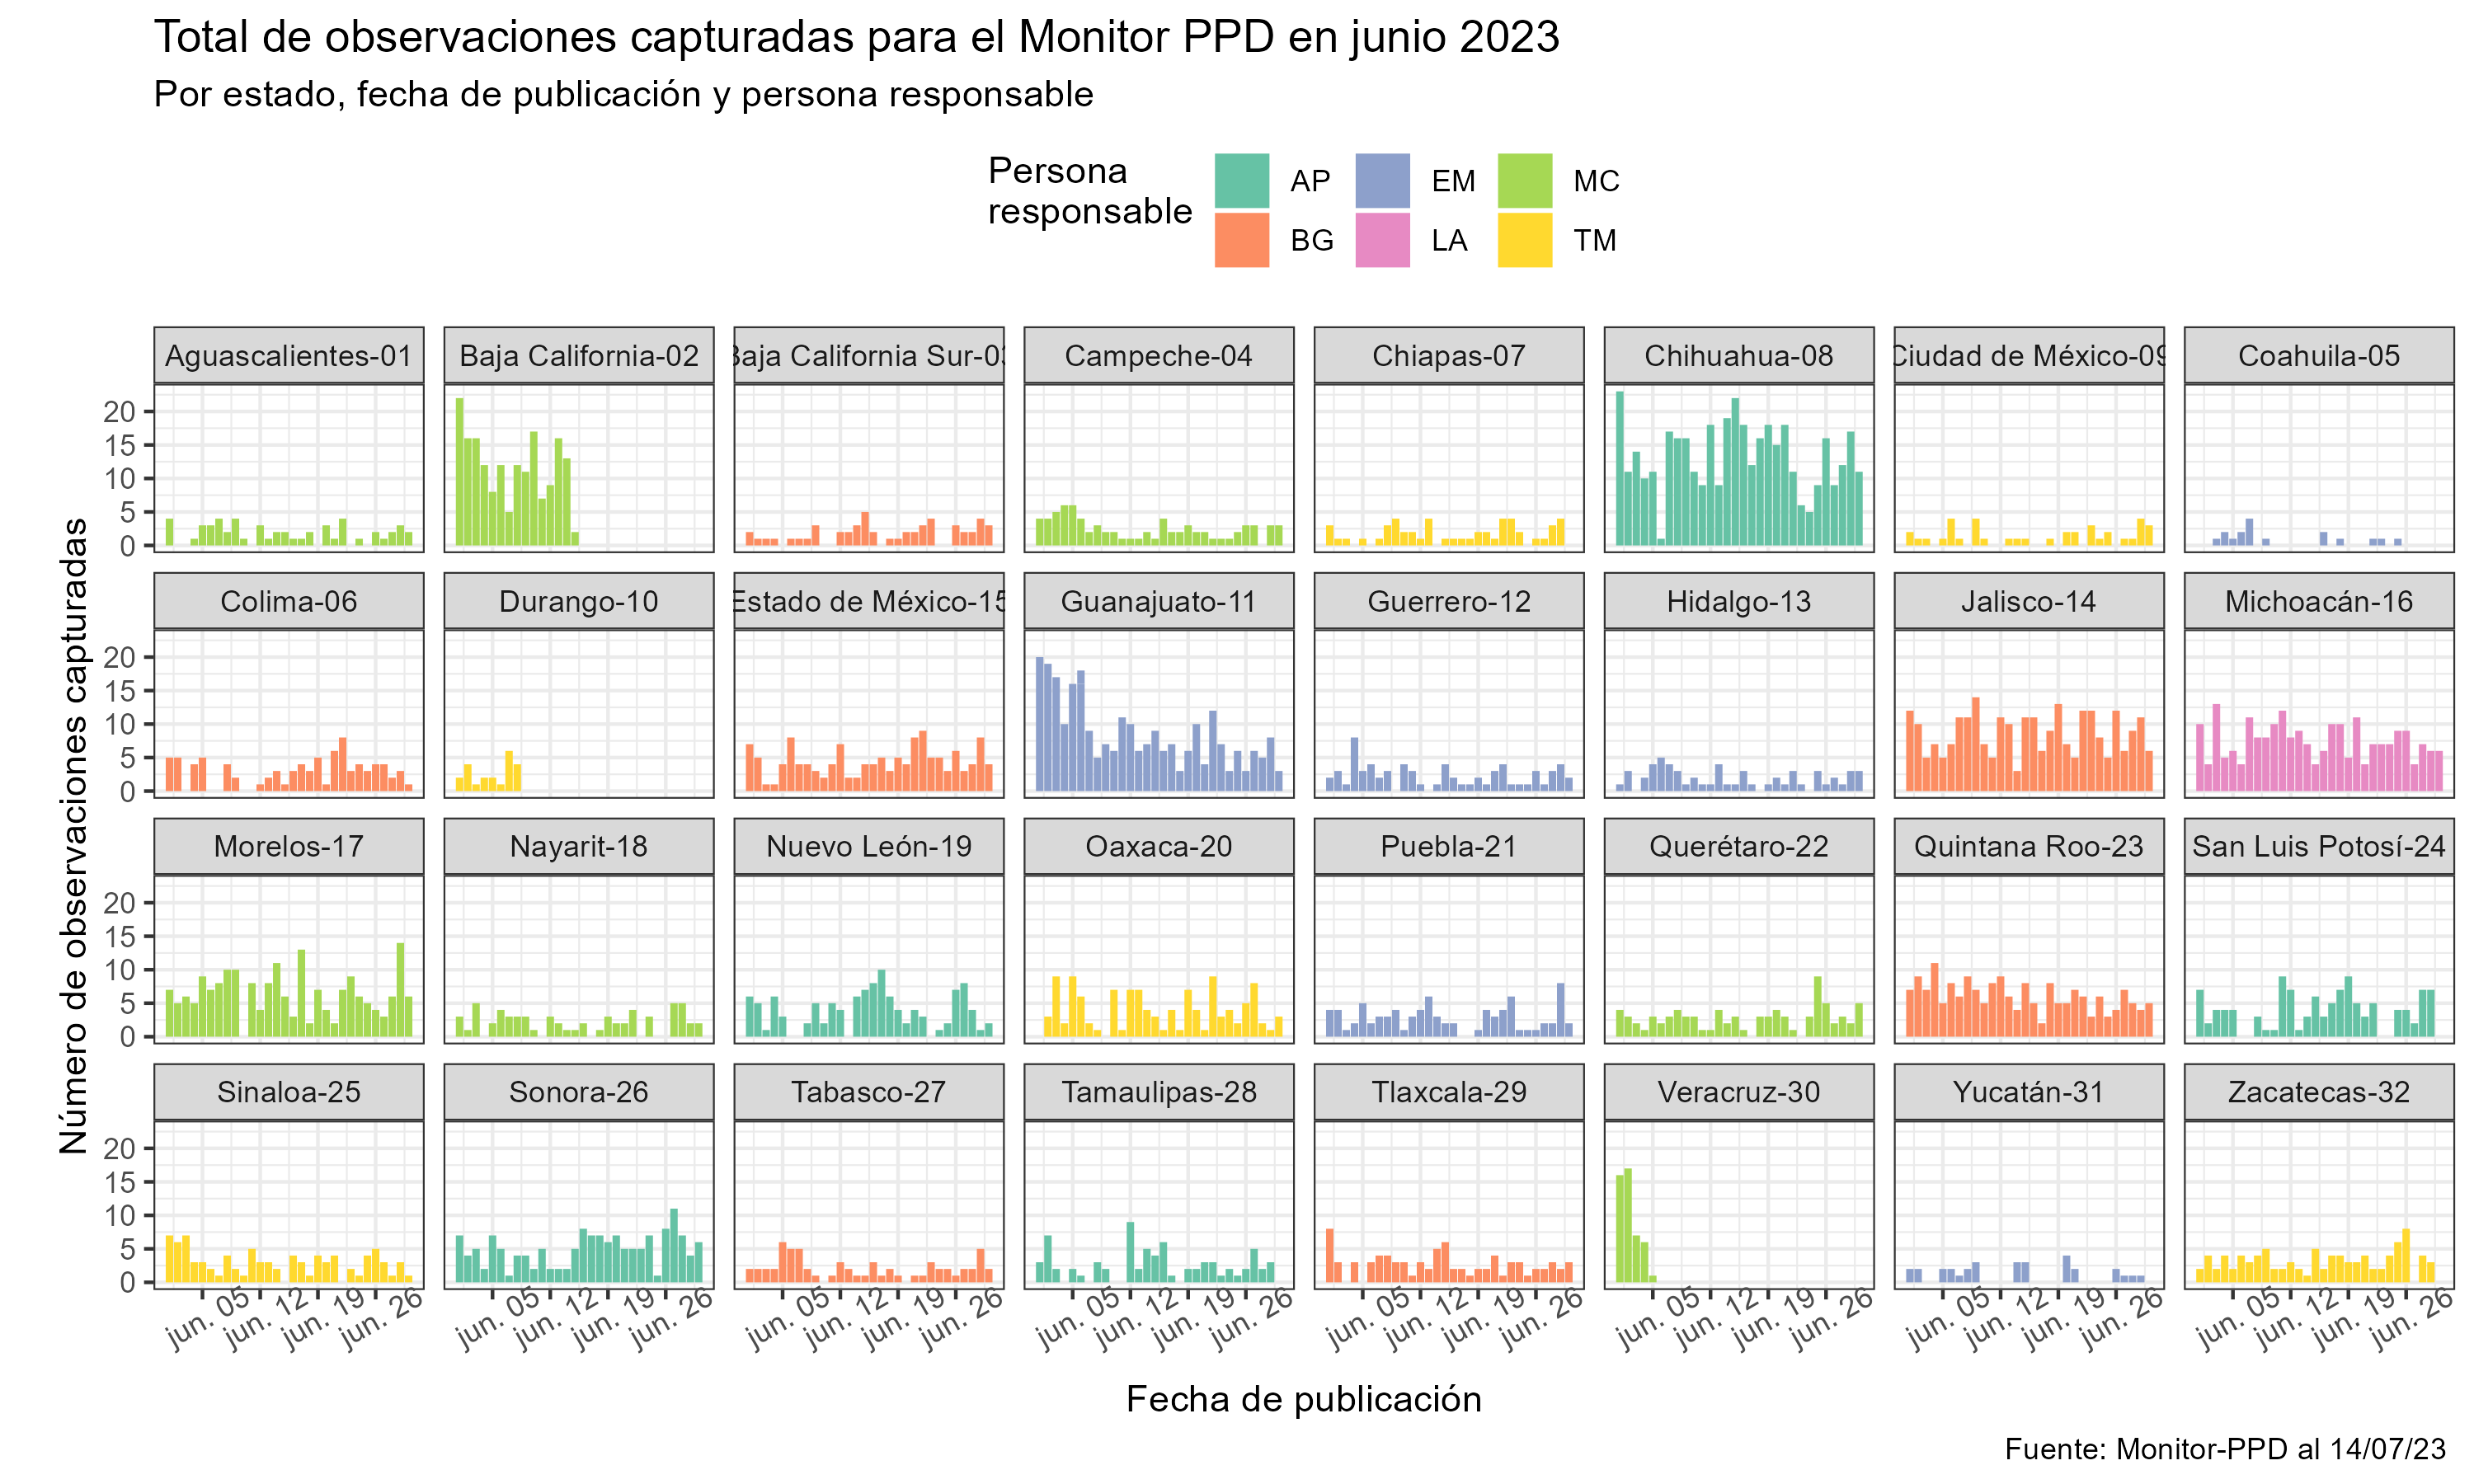 Total de observaciones capturadas para el Monitor PPD en junio 2023
Por estado, fecha de publicación y persona responsable
Persona
responsable
AP EM MC
BG LA TM
Número de observaciones capturadas
Aguascalientes-01 Baja California-02 Baja California Sur-03 Campeche-04 Chiapas-07 Chihuahua-08 Ciudad de México-09 Coahuila-05
20
15
10
5
0
Colima-06 Durango-10 Estado de México-15 Guanajuato-11 Guerrero-12 Hidalgo-13 Jalisco-14 Michoacán-16
20
15
10
5
0
Morelos-17 Nayarit-18 Nuevo León-19 Oaxaca-20 Puebla-21 Querétaro-22 Quintana Roo-23 San Luis Potosí-24
20
15
10
5
0
Sinaloa-25 Sonora-26 Tabasco-27 Tamaulipas-28 Tlaxcala-29 Veracruz-30 Yucatán-31 Zacatecas-32
20
15
10
5
0
jun. 05 jun. 12 jun. 19 jun. 26 jun. 05 jun. 12 jun. 19 jun. 26 jun. 05 jun. 12 jun. 19 jun. 26 jun. 05 jun. 12 jun. 19 jun. 26 jun. 05 jun. 12 jun. 19 jun. 26 jun. 05 jun. 12 jun. 19 jun. 26 jun. 05 jun. 12 jun. 19 jun. 26 jun. 05 jun. 12 jun. 19 jun. 26
Fecha de publicación
Fuente: Monitor-PPD al 14/07/23